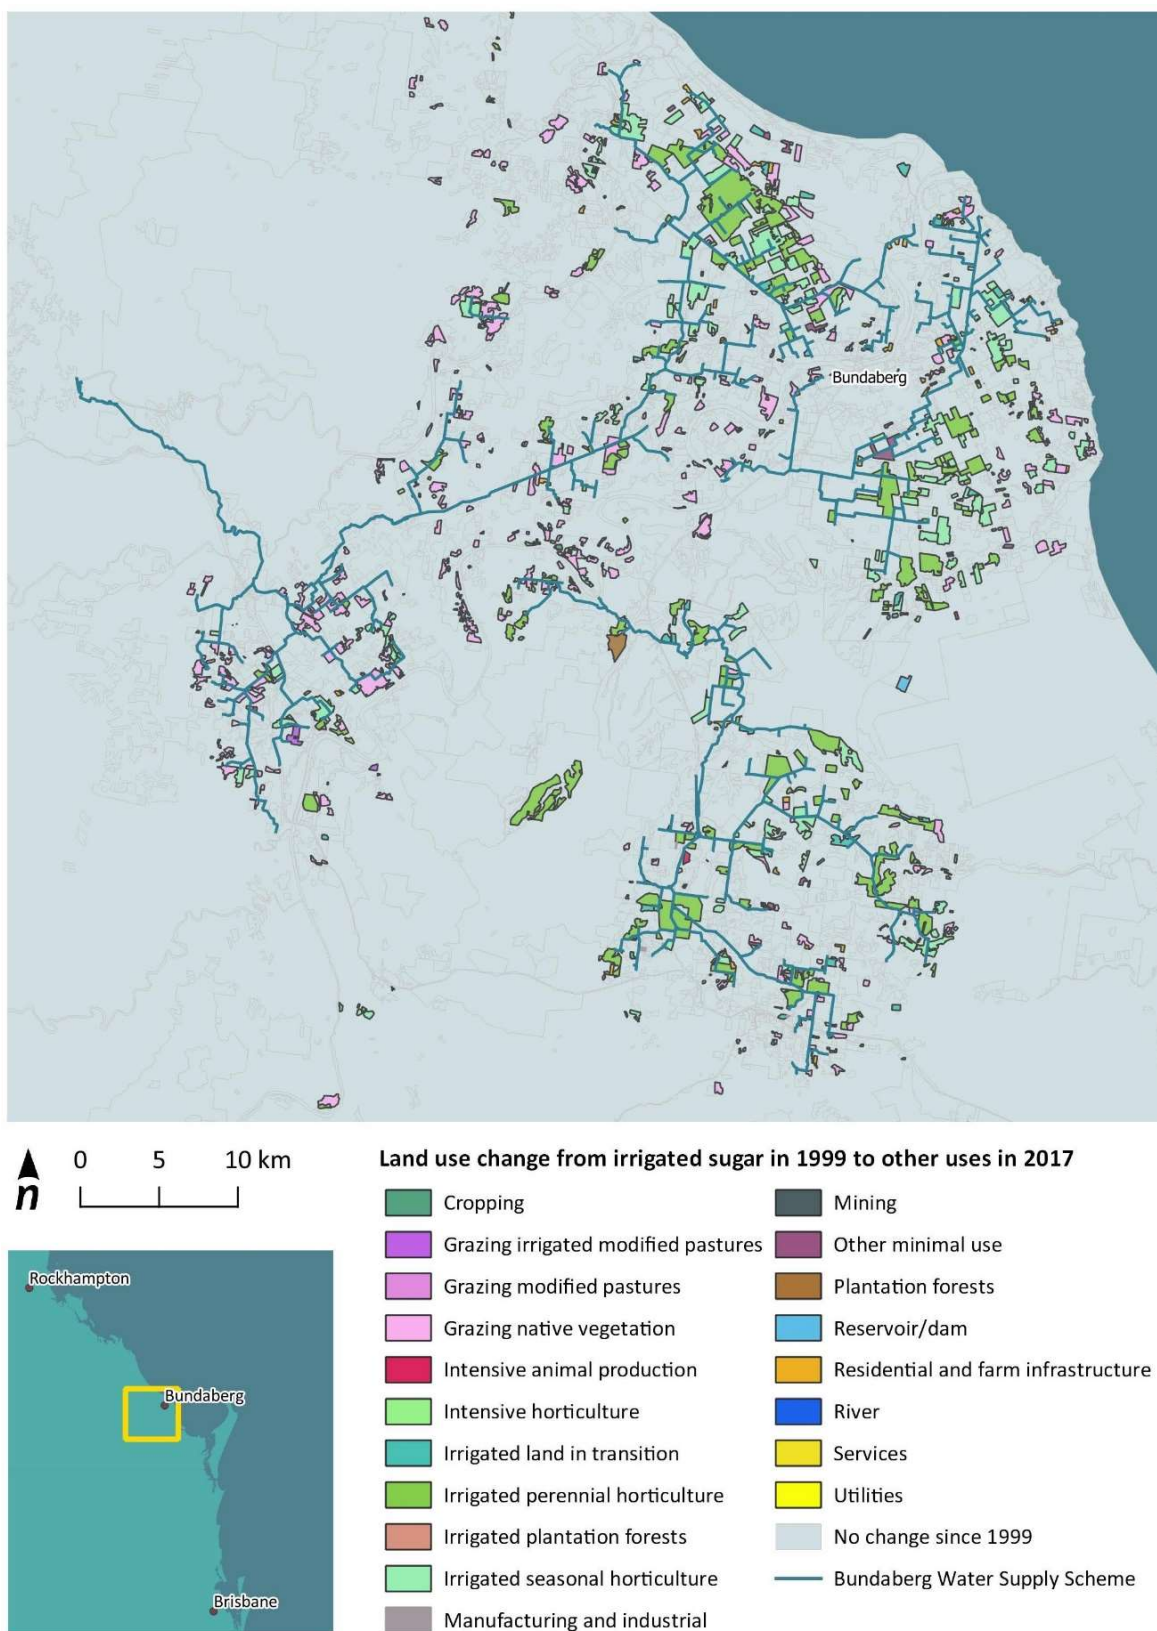 Bundaberg
n
0 5 10 km
Land use change from irrigated sugar in 1999 to other uses in 2017
Cropping
Grazing irrigated modified pastures
Grazing modified pastures
Grazing native vegetation
Intensive animal production
Intensive horticulture
Irrigated land in transition
Irrigated perennial horticulture
Irrigated plantation forests
Irrigated seasonal horticulture
Manufacturing and industrial
Mining
Other minimal use
Plantation forests
Reservoir/dam
Residential and farm infrastructure
River
Services
Utilities
No change since 1999
Bundaberg Water Supply Scheme
Rockhampton
Bundaberg
Brisbane